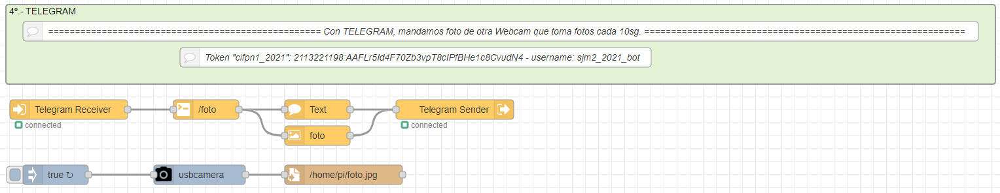 4º.- TELEGRAM
=================================================== Con TELEGRAM, mandamos foto de otra Webcam que toma fotos cada 10sg. ============================================================
Token "cifpn1_2021": 2113221198:AAFLr5Id4F70Zb3vpT8cIPfBHe1c8CvudN4 - username: sjm2_2021_bot
Telegram Receiver
/foto
Text
Telegram Sender
connected
connected
foto
true ↻
usbcamera
/home/pi/foto.jpg